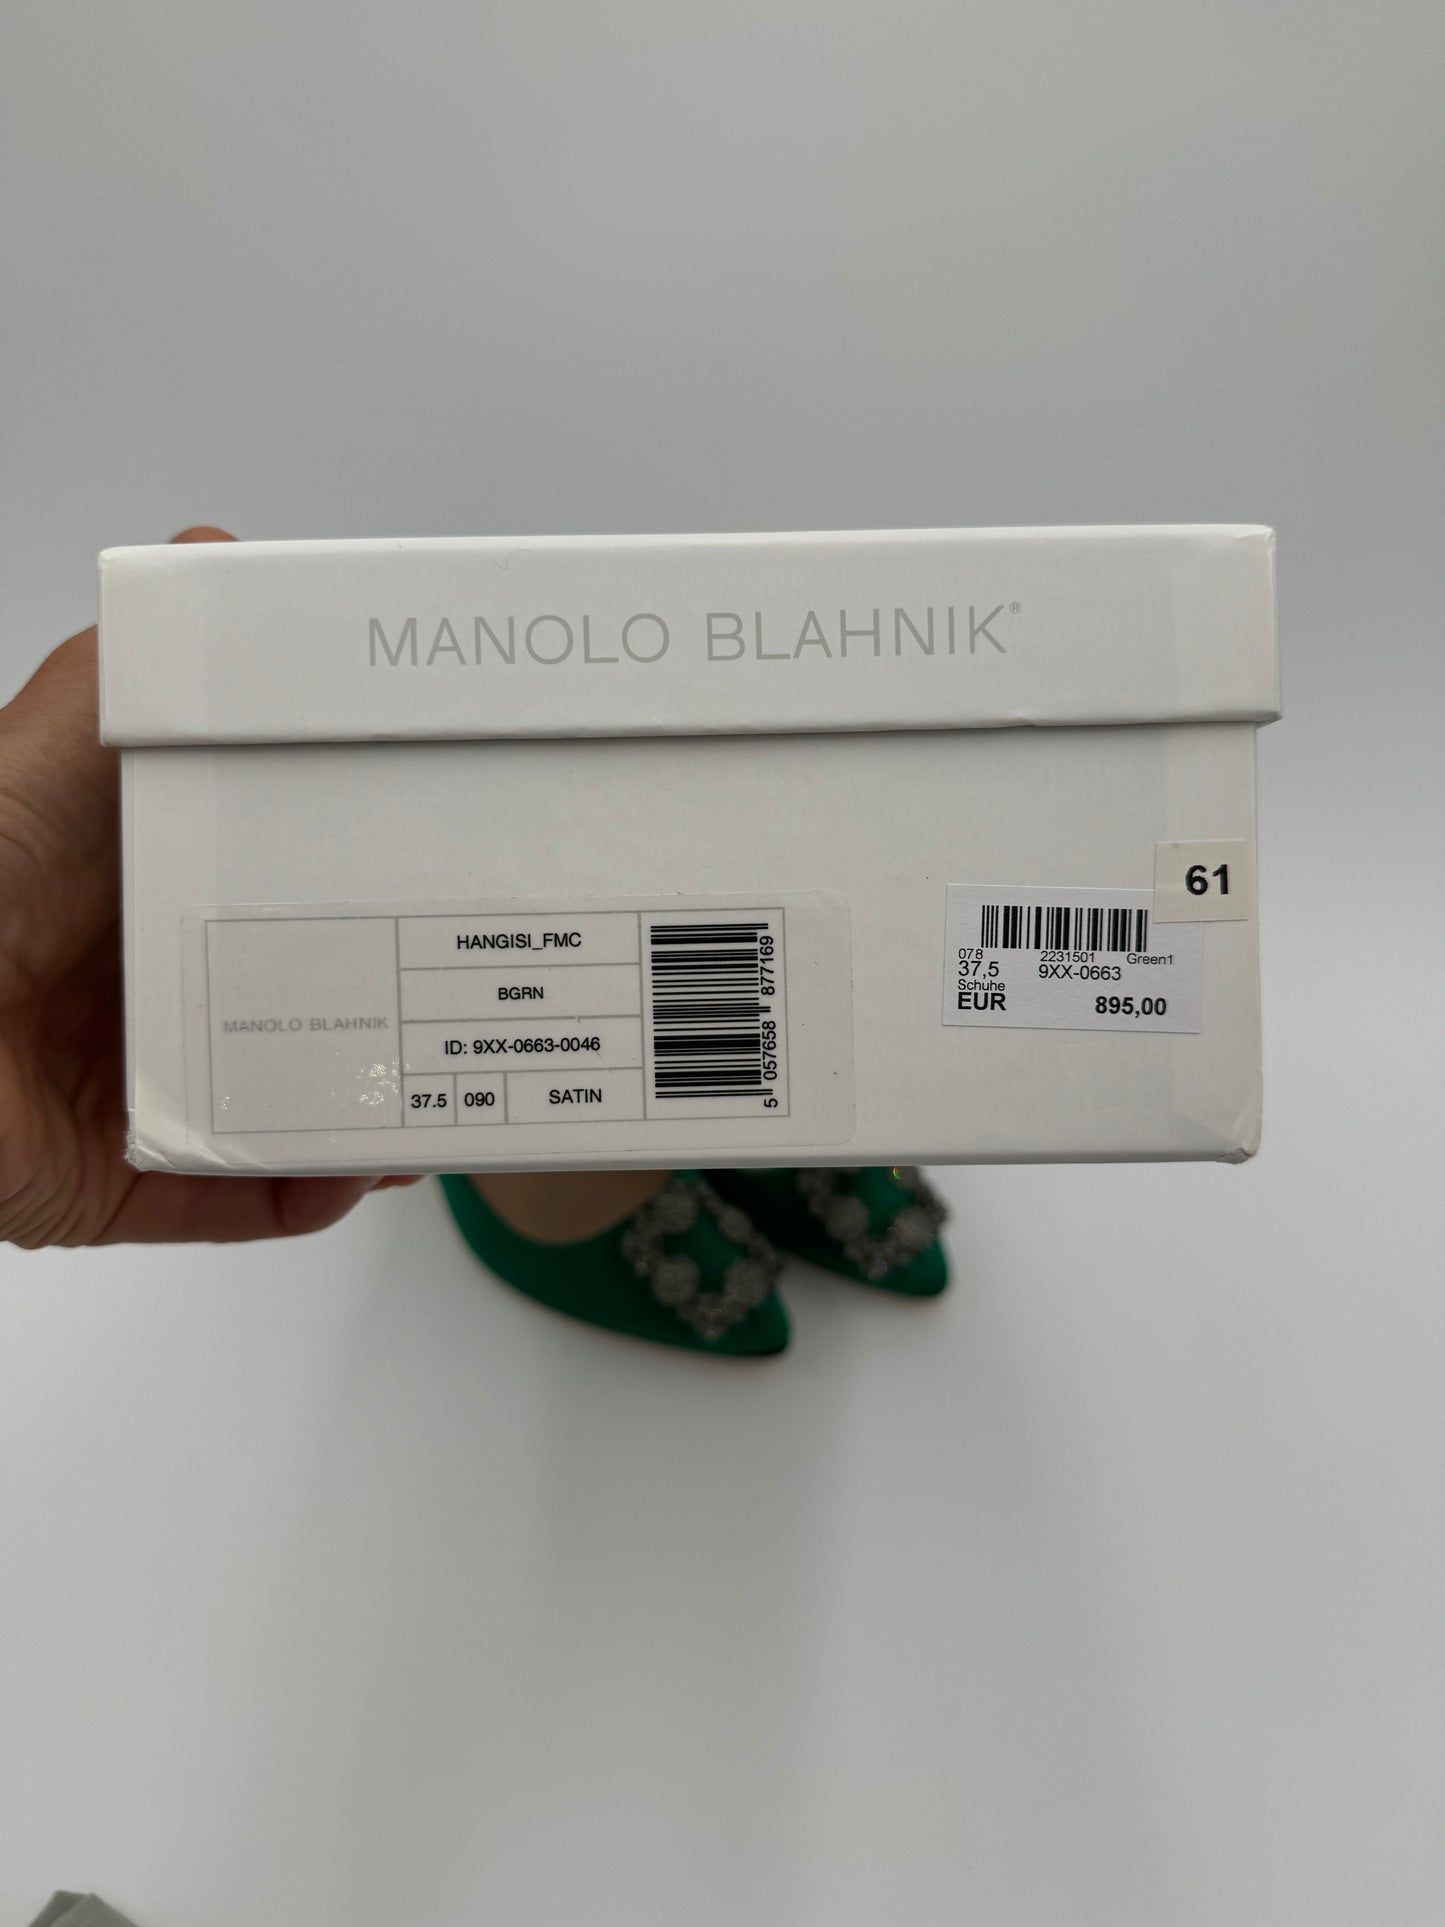 MANOLO BLAHNIK®
61
MANOLO BLAHNIK
HANGISI_FMC
BGRN
ID: 9XX-0663-0046
37.5 090 SATIN
5 057658 877169
078 2231501 Green1
37,5 9XX-0663
Schuhe
EUR 895,00